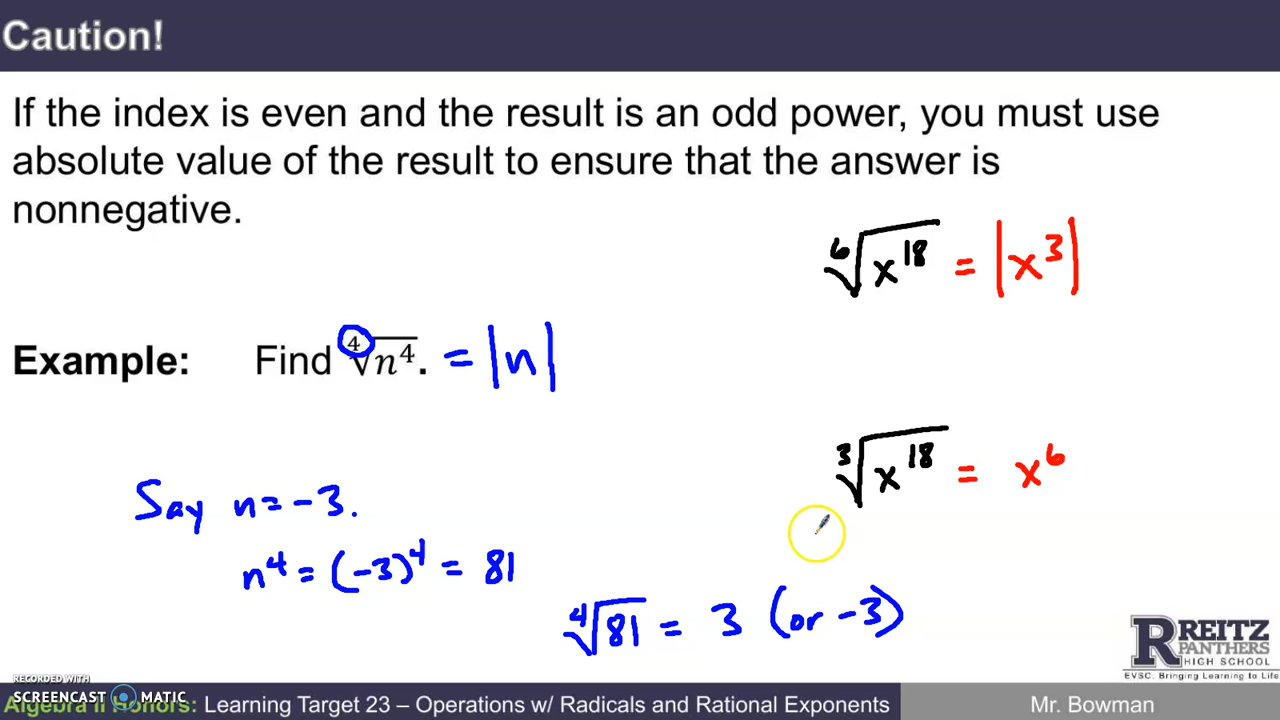 Caution!
If the index is even and the result is an odd power, you must use
absolute value of the result to ensure that the answer is
nonnegative.
⁶√x¹⁸ = |x³|
Example: Find ⁴√n⁴. = |n|
³√x¹⁸ = x⁶
Say n = -3.
n⁴ = (-3)⁴ = 81
⁴√81 = 3 (or -3)
REITZ
PANTHERS
HIGH SCHOOL
EVSC. Bringing Learning to Life
RECORDED WITH
SCREENCAST MATIC
Algebra II Honors: Learning Target 23 – Operations w/ Radicals and Rational Exponents
Mr. Bowman